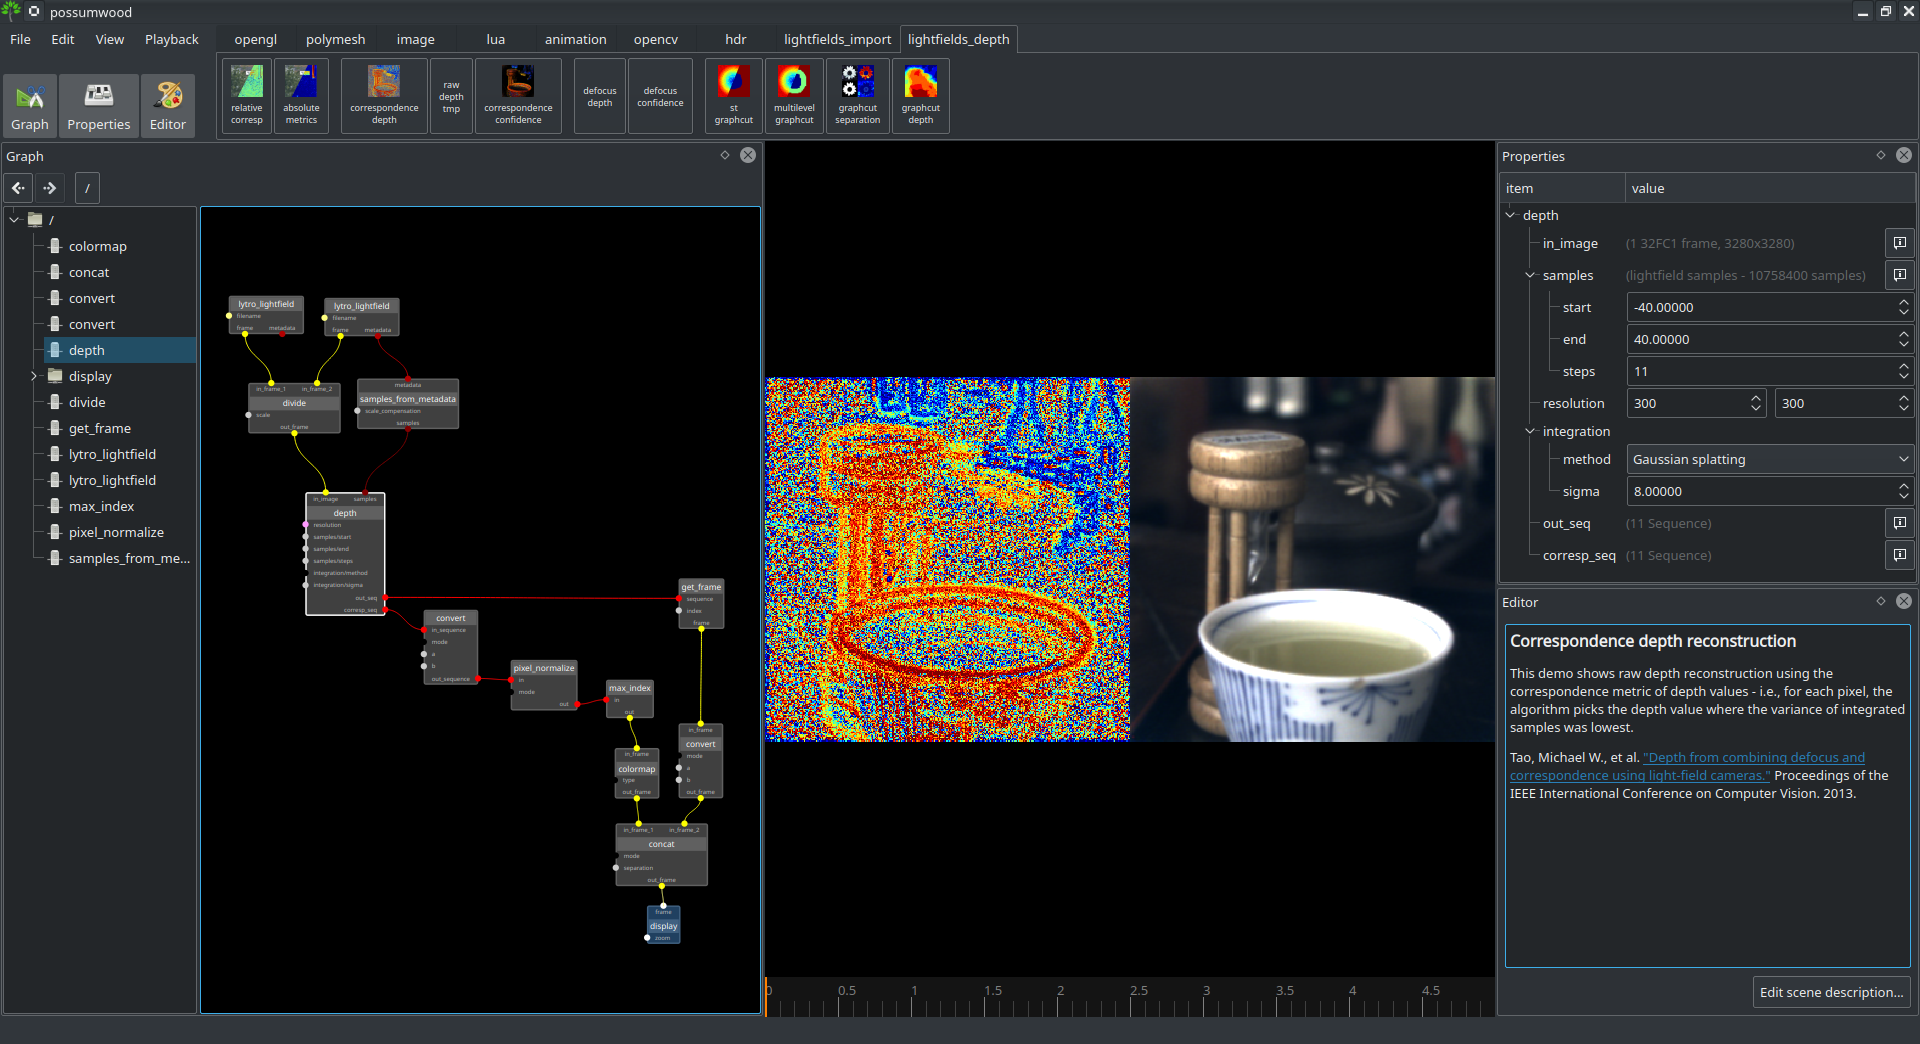 possumwood
File Edit View Playback
opengl polymesh image lua animation opencv hdr lightfields_import lightfields_depth
Graph Properties Editor
relative corresp
absolute metrics
correspondence depth
raw depth tmp
correspondence confidence
defocus depth
defocus confidence
st graphcut
multilevel graphcut
graphcut separation
graphcut depth
Graph
/
/
colormap
concat
convert
convert
depth
display
divide
get_frame
lytro_lightfield
lytro_lightfield
max_index
pixel_normalize
samples_from_me...
lytro_lightfield
filename
frame metadata
lytro_lightfield
filename
frame metadata
in_frame_1 in_frame_2
divide
scale
out_frame
metadata
samples_from_metadata
scale_compensation
samples
in_image samples
depth
resolution
samples/start
samples/end
samples/steps
integration/method
integration/sigma
out_seq
corresp_seq
get_frame
sequence
index
frame
convert
in_sequence
mode
a
b
out_sequence
pixel_normalize
in
mode
out
max_index
in
out
in_frame
colormap
type
out_frame
in_frame
convert
mode
a
b
out_frame
in_frame_1 in_frame_2
concat
mode
separation
out_frame
frame
display
zoom
0 0.5 1 1.5 2 2.5 3 3.5 4 4.5
Properties
item value
depth
in_image (1 32FC1 frame, 3280x3280)
samples (lightfield samples - 10758400 samples)
start -40.00000
end 40.00000
steps 11
resolution 300 300
integration
method Gaussian splatting
sigma 8.00000
out_seq (11 Sequence)
corresp_seq (11 Sequence)
Editor
Correspondence depth reconstruction
This demo shows raw depth reconstruction using the
correspondence metric of depth values - i.e., for each pixel, the
algorithm picks the depth value where the variance of integrated
samples was lowest.
Tao, Michael W., et al. "Depth from combining defocus and
correspondence using light-field cameras." Proceedings of the
IEEE International Conference on Computer Vision. 2013.
Edit scene description...